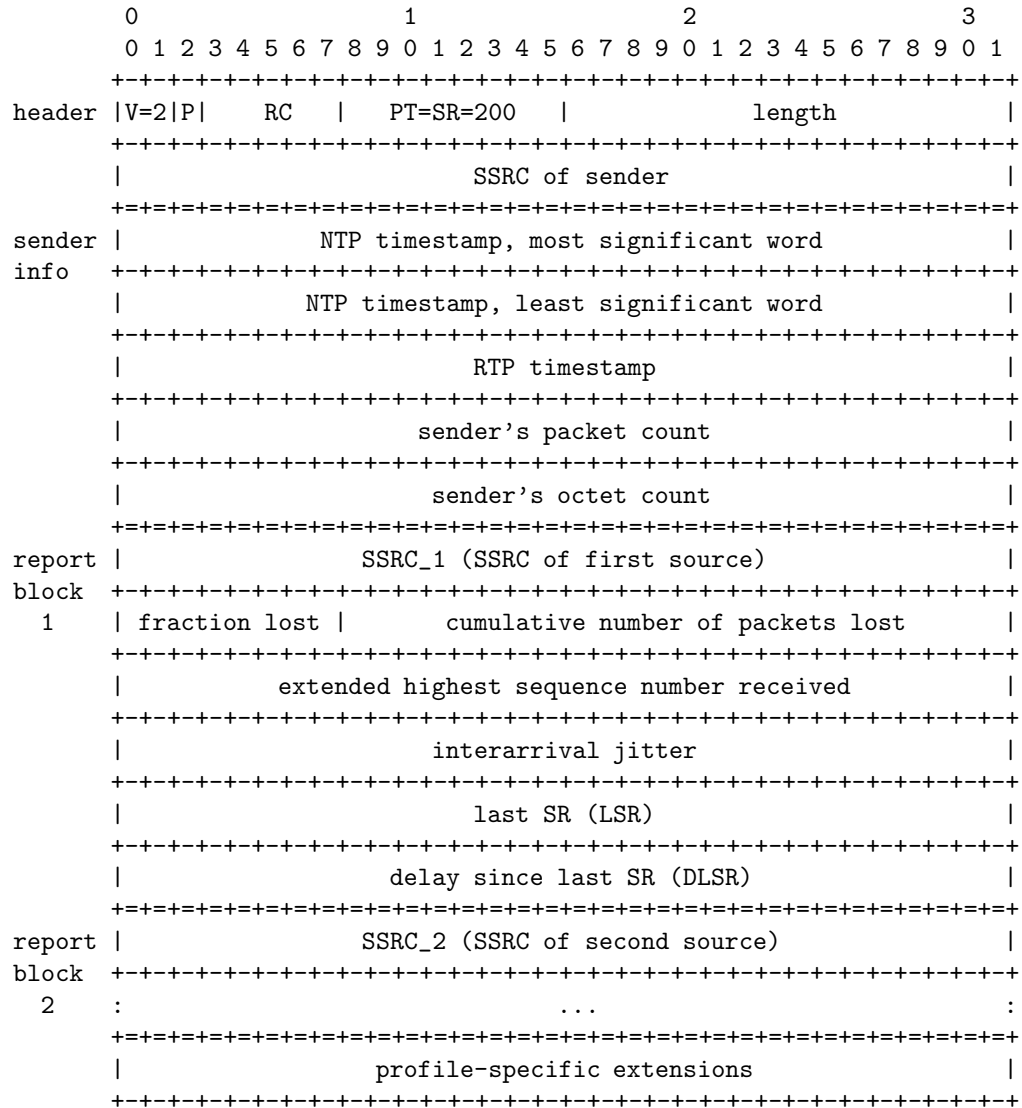 0                   1                   2                   3
        0 1 2 3 4 5 6 7 8 9 0 1 2 3 4 5 6 7 8 9 0 1 2 3 4 5 6 7 8 9 0 1
       +-+-+-+-+-+-+-+-+-+-+-+-+-+-+-+-+-+-+-+-+-+-+-+-+-+-+-+-+-+-+-+-+
header |V=2|P|    RC   |   PT=SR=200   |             length            |
       +-+-+-+-+-+-+-+-+-+-+-+-+-+-+-+-+-+-+-+-+-+-+-+-+-+-+-+-+-+-+-+-+
       |                         SSRC of sender                        |
       +=+=+=+=+=+=+=+=+=+=+=+=+=+=+=+=+=+=+=+=+=+=+=+=+=+=+=+=+=+=+=+=+
sender |              NTP timestamp, most significant word             |
info   +-+-+-+-+-+-+-+-+-+-+-+-+-+-+-+-+-+-+-+-+-+-+-+-+-+-+-+-+-+-+-+-+
       |             NTP timestamp, least significant word             |
       +-+-+-+-+-+-+-+-+-+-+-+-+-+-+-+-+-+-+-+-+-+-+-+-+-+-+-+-+-+-+-+-+
       |                         RTP timestamp                         |
       +-+-+-+-+-+-+-+-+-+-+-+-+-+-+-+-+-+-+-+-+-+-+-+-+-+-+-+-+-+-+-+-+
       |                     sender's packet count                     |
       +-+-+-+-+-+-+-+-+-+-+-+-+-+-+-+-+-+-+-+-+-+-+-+-+-+-+-+-+-+-+-+-+
       |                      sender's octet count                     |
       +=+=+=+=+=+=+=+=+=+=+=+=+=+=+=+=+=+=+=+=+=+=+=+=+=+=+=+=+=+=+=+=+
report |                 SSRC_1 (SSRC of first source)                 |
block  +-+-+-+-+-+-+-+-+-+-+-+-+-+-+-+-+-+-+-+-+-+-+-+-+-+-+-+-+-+-+-+-+
  1    | fraction lost |       cumulative number of packets lost       |
       +-+-+-+-+-+-+-+-+-+-+-+-+-+-+-+-+-+-+-+-+-+-+-+-+-+-+-+-+-+-+-+-+
       |           extended highest sequence number received           |
       +-+-+-+-+-+-+-+-+-+-+-+-+-+-+-+-+-+-+-+-+-+-+-+-+-+-+-+-+-+-+-+-+
       |                      interarrival jitter                      |
       +-+-+-+-+-+-+-+-+-+-+-+-+-+-+-+-+-+-+-+-+-+-+-+-+-+-+-+-+-+-+-+-+
       |                         last SR (LSR)                         |
       +-+-+-+-+-+-+-+-+-+-+-+-+-+-+-+-+-+-+-+-+-+-+-+-+-+-+-+-+-+-+-+-+
       |                   delay since last SR (DLSR)                  |
       +=+=+=+=+=+=+=+=+=+=+=+=+=+=+=+=+=+=+=+=+=+=+=+=+=+=+=+=+=+=+=+=+
report |                 SSRC_2 (SSRC of second source)                |
block  +-+-+-+-+-+-+-+-+-+-+-+-+-+-+-+-+-+-+-+-+-+-+-+-+-+-+-+-+-+-+-+-+
  2    :                               ...                             :
       +=+=+=+=+=+=+=+=+=+=+=+=+=+=+=+=+=+=+=+=+=+=+=+=+=+=+=+=+=+=+=+=+
       |                  profile-specific extensions                  |
       +-+-+-+-+-+-+-+-+-+-+-+-+-+-+-+-+-+-+-+-+-+-+-+-+-+-+-+-+-+-+-+-+